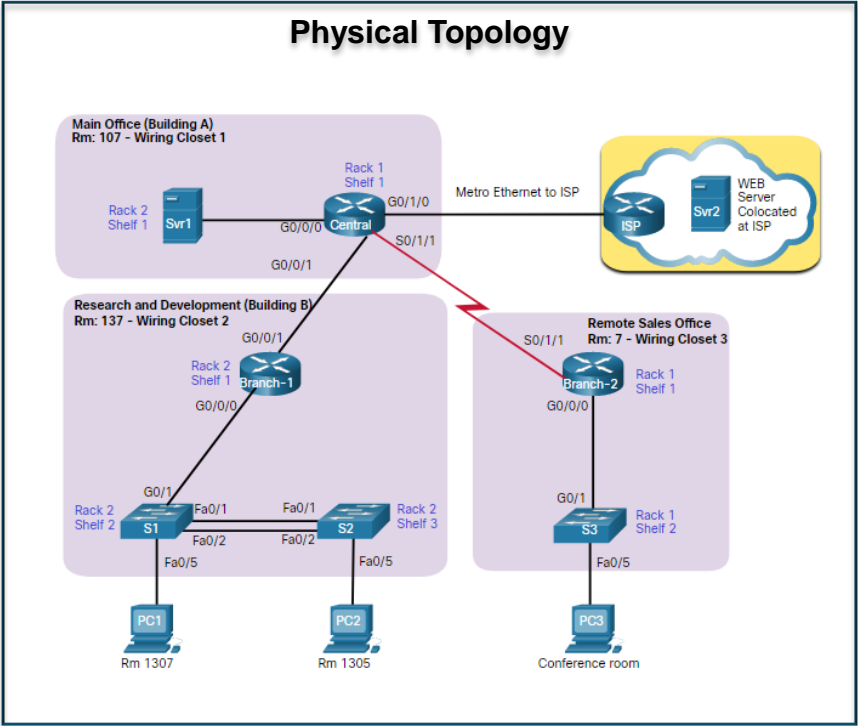 Physical Topology
Main Office (Building A)
Rm: 107 - Wiring Closet 1
Rack 1
Shelf 1
Rack 2
Shelf 1
Svr1
G0/0/0
Central
G0/1/0
S0/1/1
G0/0/1
Metro Ethernet to ISP
ISP
Svr2
WEB
Server
Colocated
at ISP
Research and Development (Building B)
Rm: 137 - Wiring Closet 2
G0/0/1
Rack 2
Shelf 1
Branch-1
G0/0/0
G0/1
Rack 2
Shelf 2
S1
Fa0/1
Fa0/2
Fa0/1
Fa0/2
S2
Rack 2
Shelf 3
Fa0/5
Fa0/5
PC1
Rm 1307
PC2
Rm 1305
Remote Sales Office
Rm: 7 - Wiring Closet 3
S0/1/1
Branch-2
Rack 1
Shelf 1
G0/0/0
G0/1
S3
Rack 1
Shelf 2
Fa0/5
PC3
Conference room